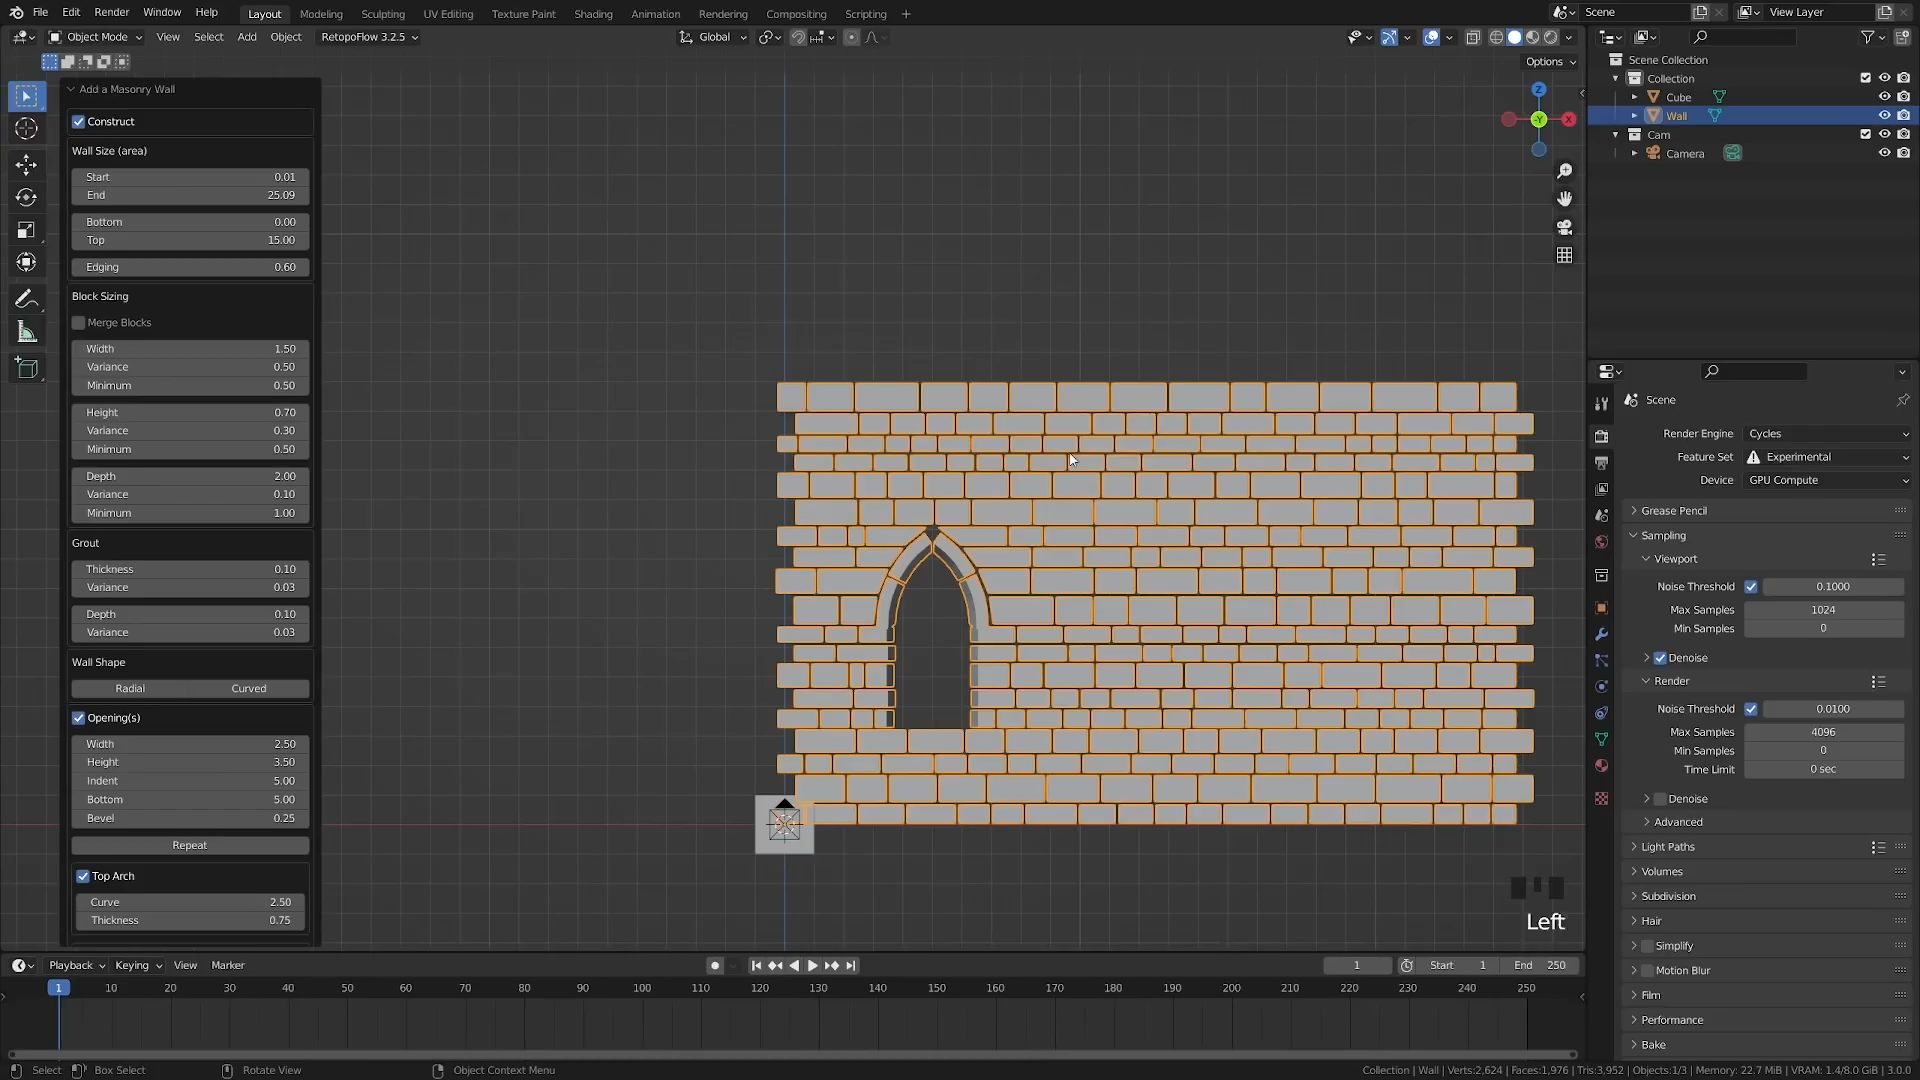 File Edit Render Window Help Layout Modeling Sculpting UV Editing Texture Paint Shading Animation Rendering Compositing Scripting + Scene View Layer
Object Mode View Select Add Object RetopoFlow 3.2.5 Global
Options
Add a Masonry Wall
Construct
Wall Size (area)
Start 0.01
End 25.09
Bottom 0.00
Top 15.00
Edging 0.60
Block Sizing
Merge Blocks
Width 1.50
Variance 0.50
Minimum 0.50
Height 0.70
Variance 0.30
Minimum 0.50
Depth 2.00
Variance 0.10
Minimum 1.00
Grout
Thickness 0.10
Variance 0.03
Depth 0.10
Variance 0.03
Wall Shape
Radial Curved
Opening(s)
Width 2.50
Height 3.50
Indent 5.00
Bottom 5.00
Bevel 0.25
Repeat
Top Arch
Curve 2.50
Thickness 0.75
Z
-Y
X
Left
Scene Collection
Collection
Cube
Wall
Cam
Camera
Scene
Render Engine Cycles
Feature Set Experimental
Device GPU Compute
Grease Pencil
Sampling
Viewport
Noise Threshold 0.1000
Max Samples 1024
Min Samples 0
Denoise
Render
Noise Threshold 0.0100
Max Samples 4096
Min Samples 0
Time Limit 0 sec
Denoise
Advanced
Light Paths
Volumes
Subdivision
Hair
Simplify
Motion Blur
Film
Performance
Bake
Playback Keying View Marker 1 Start 1 End 250
1 10 20 30 40 50 60 70 80 90 100 110 120 130 140 150 160 170 180 190 200 210 220 230 240 250
Select Box Select Rotate View Object Context Menu Collection | Wall | Verts:2,624 | Faces:1,976 | Tris:3,952 | Objects:1/3 | Memory: 22.7 MiB | VRAM: 1.4/8.0 GiB | 3.0.0